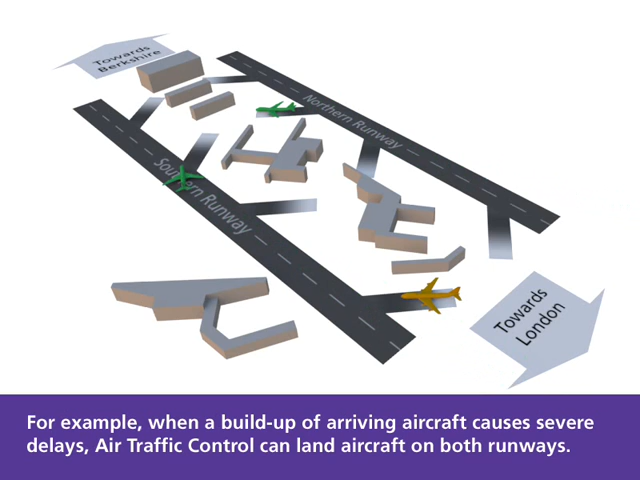 Towards
Berkshire
Northern Runway
Southern Runway
Towards
London
For example, when a build-up of arriving aircraft causes severe
delays, Air Traffic Control can land aircraft on both runways.